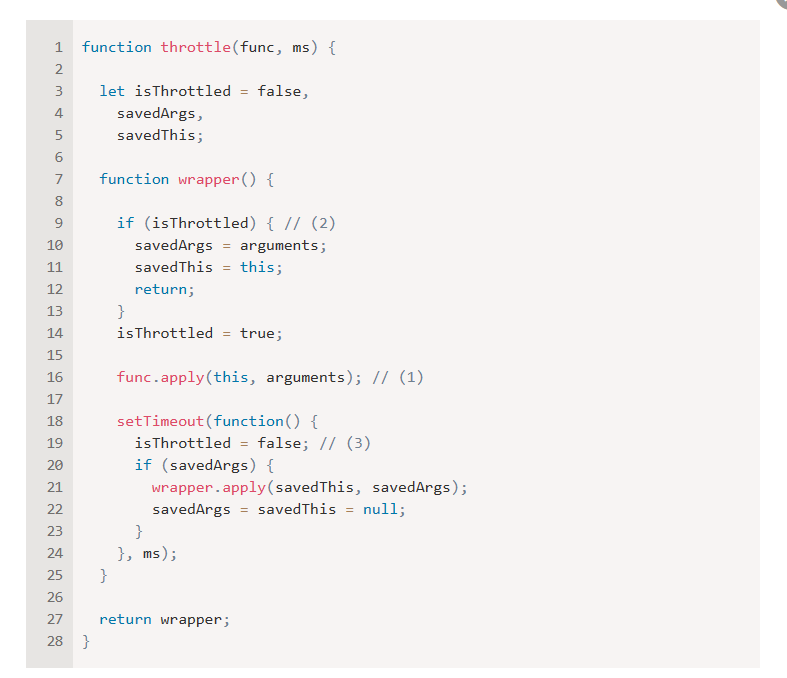 1 function throttle(func, ms) {
2
3   let isThrottled = false,
4     savedArgs,
5     savedThis;
6
7   function wrapper() {
8
9     if (isThrottled) { // (2)
10       savedArgs = arguments;
11       savedThis = this;
12       return;
13     }
14     isThrottled = true;
15
16     func.apply(this, arguments); // (1)
17
18     setTimeout(function() {
19       isThrottled = false; // (3)
20       if (savedArgs) {
21         wrapper.apply(savedThis, savedArgs);
22         savedArgs = savedThis = null;
23       }
24     }, ms);
25   }
26
27   return wrapper;
28 }